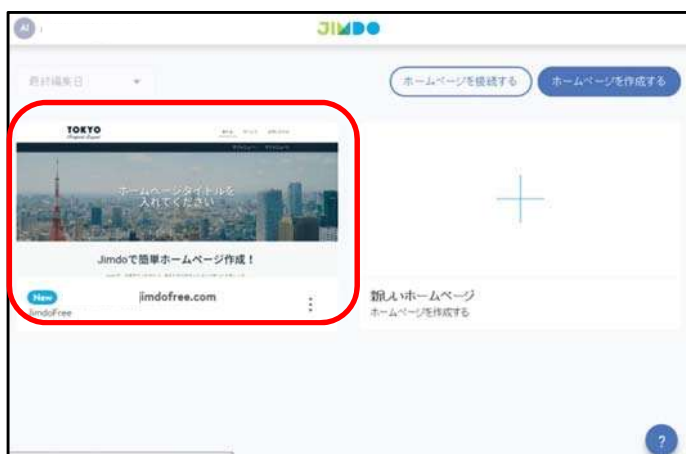 AI
JIMDO
最終編集日
ホームページを接続する
ホームページを作成する
TOKYO
ホームページタイトルを
入れてください
Jimdoで簡単ホームページ作成！
New
jimdofree.com
JimdoFree
新しいホームページ
ホームページを作成する
?